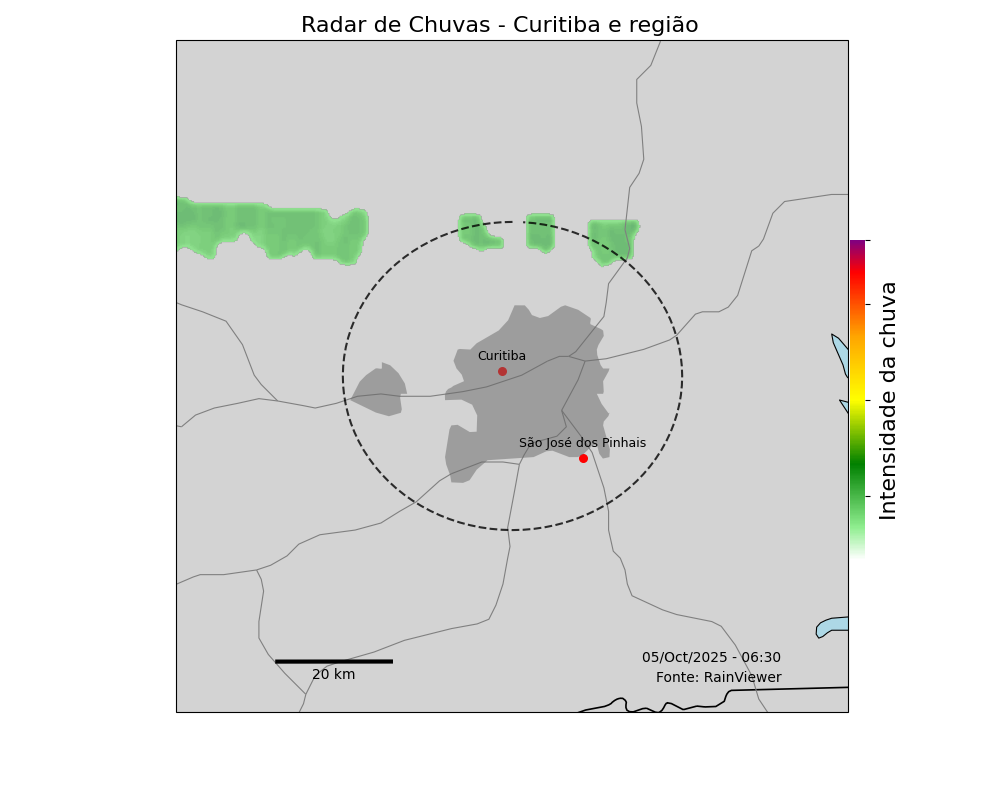 Radar de Chuvas - Curitiba e região
Curitiba
São José dos Pinhais
Intensidade da chuva
05/Oct/2025 - 06:30
Fonte: RainViewer
20 km